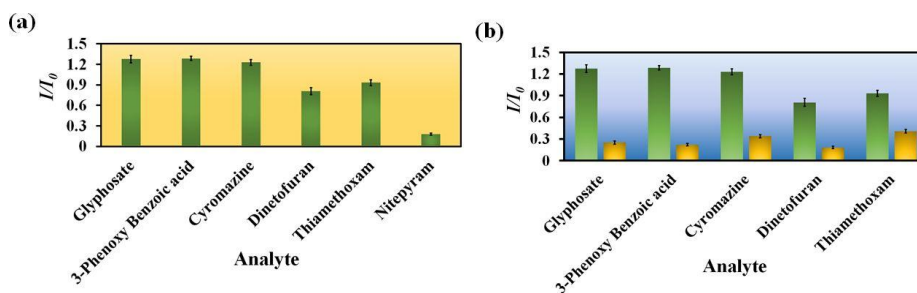 (a)
I/I0
1.5
1.2
0.9
0.6
0.3
0
Glyphosate
3-Phenoxy Benzoic acid
Cyromazine
Dinetofuran
Thiamethoxam
Nitepyram
Analyte
(b)
I/I0
1.5
1.2
0.9
0.6
0.3
0
Glyphosate
3-Phenoxy Benzoic acid
Cyromazine
Dinetofuran
Thiamethoxam
Analyte